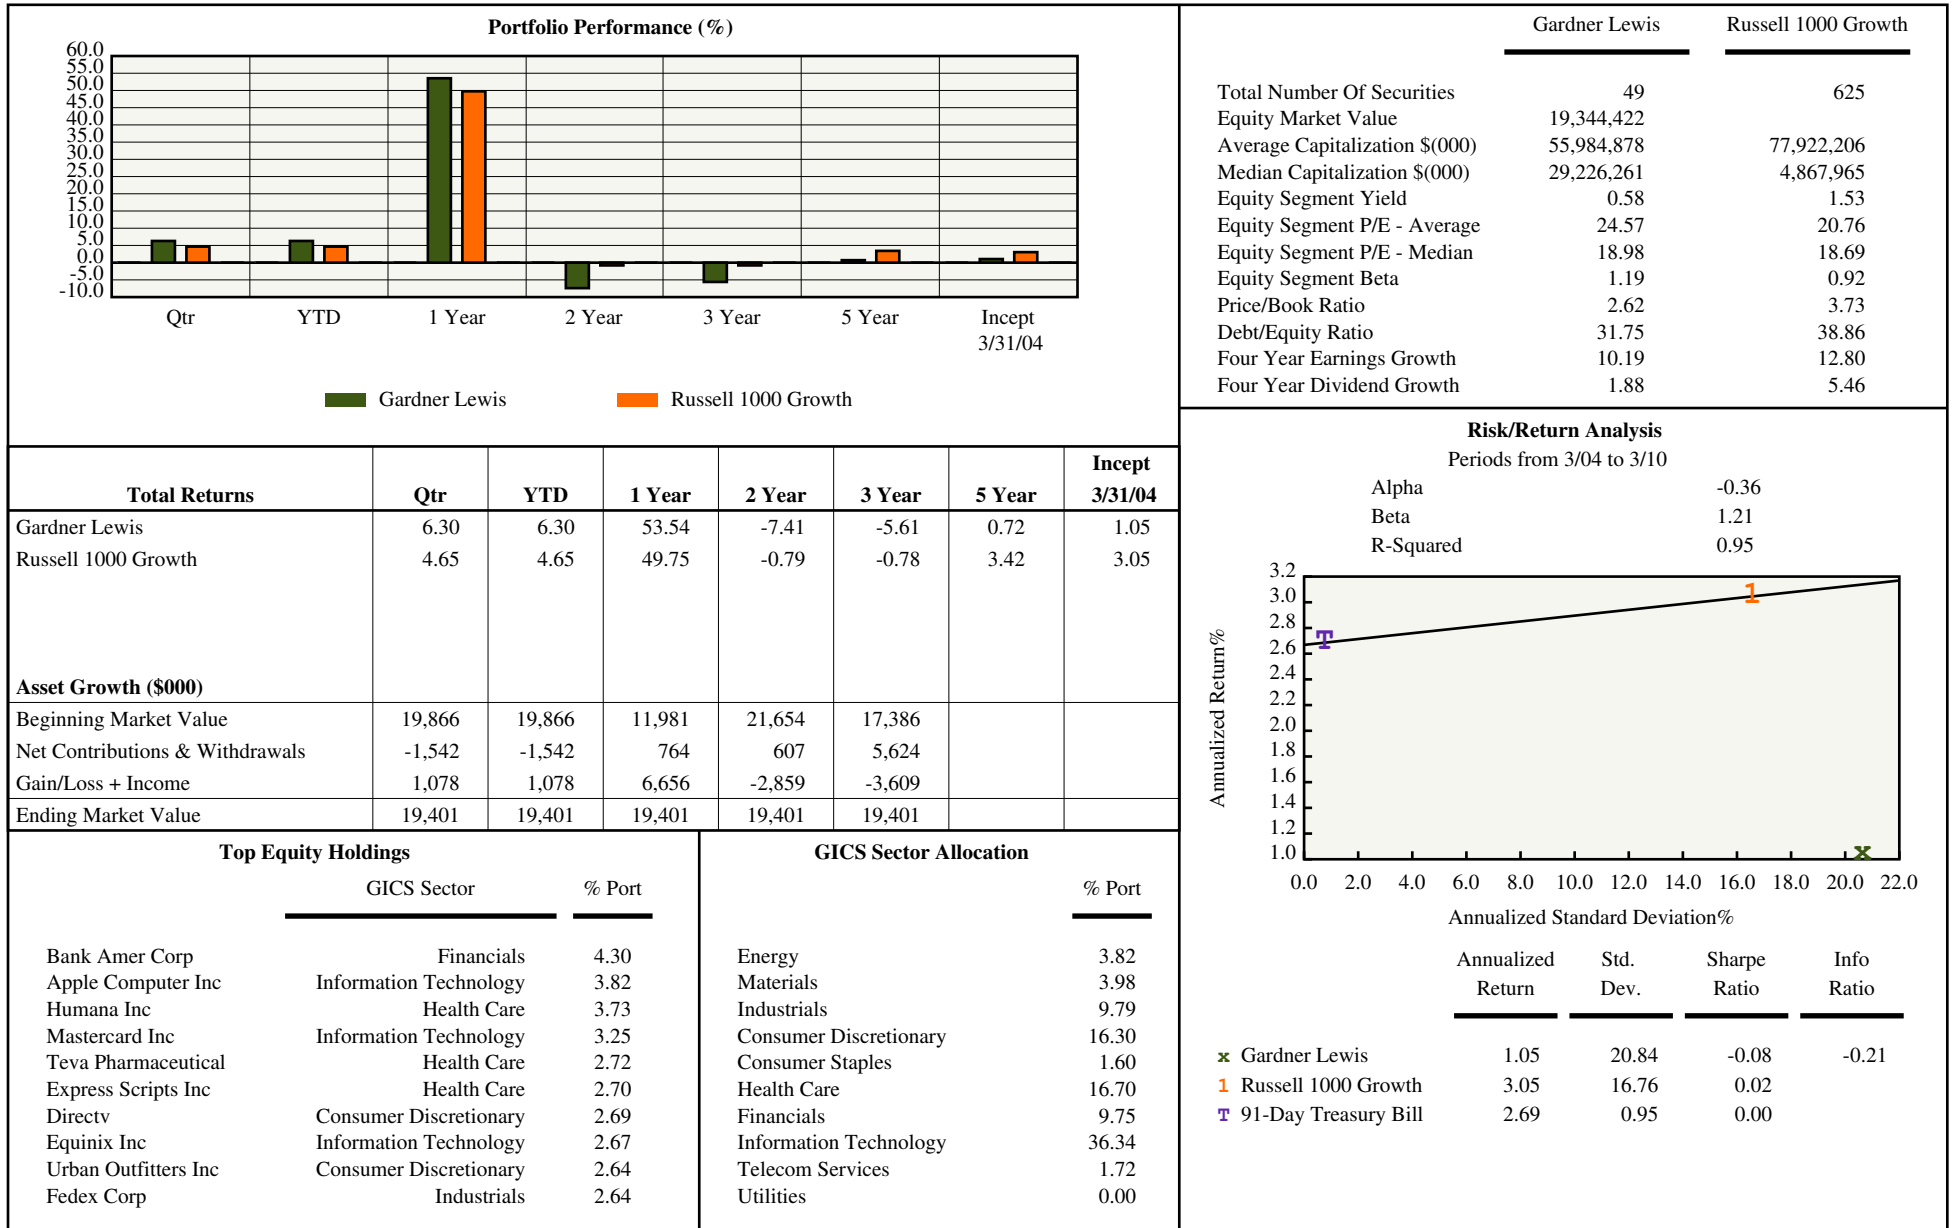 Portfolio Performance (%)
60.0
55.0
50.0
45.0
40.0
35.0
30.0
25.0
20.0
15.0
10.0
5.0
0.0
-5.0
-10.0
Qtr YTD 1 Year 2 Year 3 Year 5 Year Incept
3/31/04
Gardner Lewis Russell 1000 Growth
Gardner Lewis Russell 1000 Growth
Total Number Of Securities 49 625
Equity Market Value 19,344,422
Average Capitalization $(000) 55,984,878 77,922,206
Median Capitalization $(000) 29,226,261 4,867,965
Equity Segment Yield 0.58 1.53
Equity Segment P/E - Average 24.57 20.76
Equity Segment P/E - Median 18.98 18.69
Equity Segment Beta 1.19 0.92
Price/Book Ratio 2.62 3.73
Debt/Equity Ratio 31.75 38.86
Four Year Earnings Growth 10.19 12.80
Four Year Dividend Growth 1.88 5.46
Incept
Total Returns Qtr YTD 1 Year 2 Year 3 Year 5 Year 3/31/04
Gardner Lewis 6.30 6.30 53.54 -7.41 -5.61 0.72 1.05
Russell 1000 Growth 4.65 4.65 49.75 -0.79 -0.78 3.42 3.05
Asset Growth ($000)
Beginning Market Value 19,866 19,866 11,981 21,654 17,386
Net Contributions & Withdrawals -1,542 -1,542 764 607 5,624
Gain/Loss + Income 1,078 1,078 6,656 -2,859 -3,609
Ending Market Value 19,401 19,401 19,401 19,401 19,401
Risk/Return Analysis
Periods from 3/04 to 3/10
Alpha -0.36
Beta 1.21
R-Squared 0.95
Annualized Return%
3.2
3.0
2.8
2.6
2.4
2.2
2.0
1.8
1.6
1.4
1.2
1.0
T
1
x
0.0 2.0 4.0 6.0 8.0 10.0 12.0 14.0 16.0 18.0 20.0 22.0
Annualized Standard Deviation%
Annualized Std. Sharpe Info
Return Dev. Ratio Ratio
x Gardner Lewis 1.05 20.84 -0.08 -0.21
1 Russell 1000 Growth 3.05 16.76 0.02
T 91-Day Treasury Bill 2.69 0.95 0.00
Top Equity Holdings
GICS Sector % Port
Bank Amer Corp Financials 4.30
Apple Computer Inc Information Technology 3.82
Humana Inc Health Care 3.73
Mastercard Inc Information Technology 3.25
Teva Pharmaceutical Health Care 2.72
Express Scripts Inc Health Care 2.70
Directv Consumer Discretionary 2.69
Equinix Inc Information Technology 2.67
Urban Outfitters Inc Consumer Discretionary 2.64
Fedex Corp Industrials 2.64
GICS Sector Allocation
% Port
Energy 3.82
Materials 3.98
Industrials 9.79
Consumer Discretionary 16.30
Consumer Staples 1.60
Health Care 16.70
Financials 9.75
Information Technology 36.34
Telecom Services 1.72
Utilities 0.00